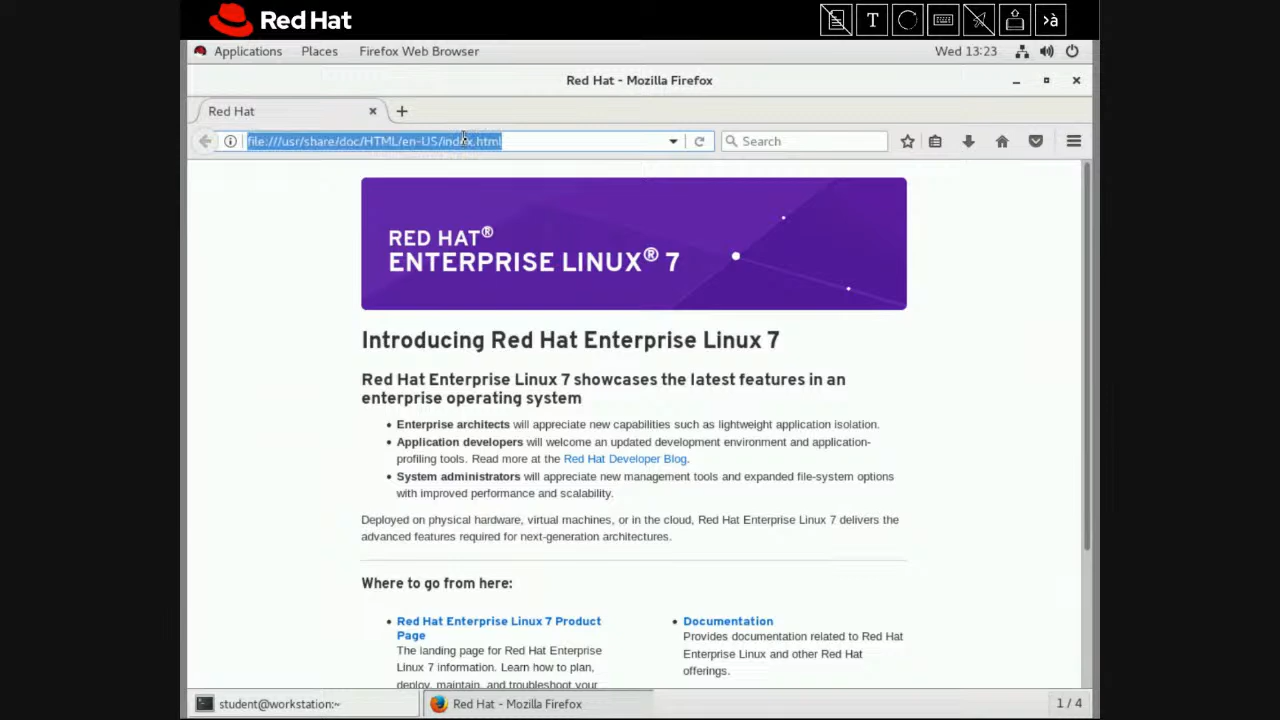 Red Hat
T
›à
Applications Places Firefox Web Browser Wed 13:23
Red Hat - Mozilla Firefox
Red Hat
file:///usr/share/doc/HTML/en-US/index.html Search
RED HAT®
ENTERPRISE LINUX® 7
Introducing Red Hat Enterprise Linux 7
Red Hat Enterprise Linux 7 showcases the latest features in an
enterprise operating system
• Enterprise architects will appreciate new capabilities such as lightweight application isolation.
• Application developers will welcome an updated development environment and application-
profiling tools. Read more at the Red Hat Developer Blog.
• System administrators will appreciate new management tools and expanded file-system options
with improved performance and scalability.
Deployed on physical hardware, virtual machines, or in the cloud, Red Hat Enterprise Linux 7 delivers the
advanced features required for next-generation architectures.
Where to go from here:
• Red Hat Enterprise Linux 7 Product
Page
The landing page for Red Hat Enterprise
Linux 7 information. Learn how to plan,
deploy, maintain, and troubleshoot your
• Documentation
Provides documentation related to Red Hat
Enterprise Linux and other Red Hat
offerings.
student@workstation:~ Red Hat - Mozilla Firefox 1 / 4